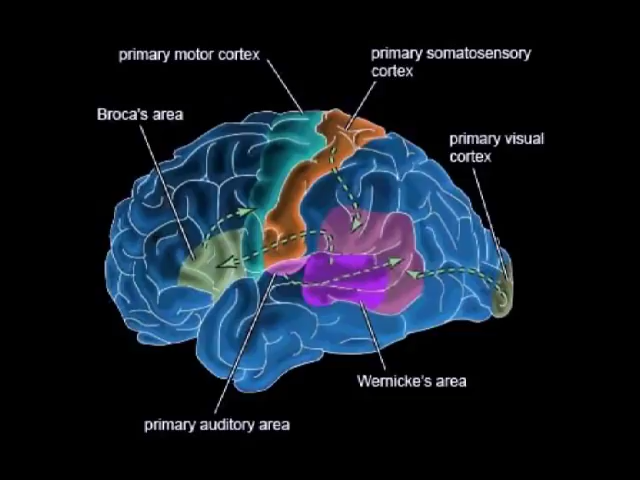 primary motor cortex
primary somatosensory
cortex
Broca's area
primary visual
cortex
Wernicke's area
primary auditory area